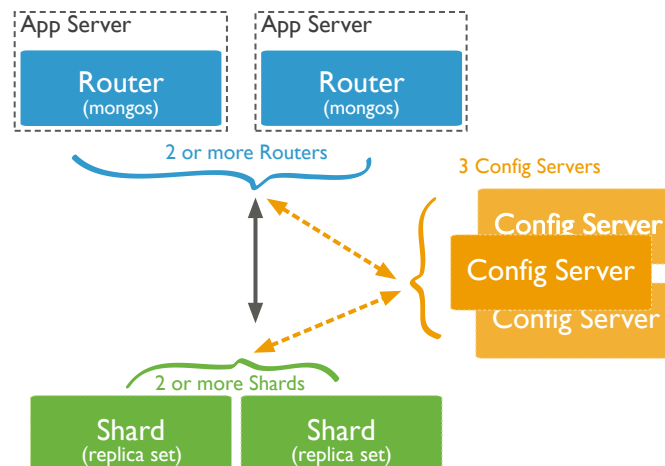 App Server
App Server
Router
(mongos)
Router
(mongos)
2 or more Routers
3 Config Servers
Config Server
Config Server
Config Server
2 or more Shards
Shard
(replica set)
Shard
(replica set)